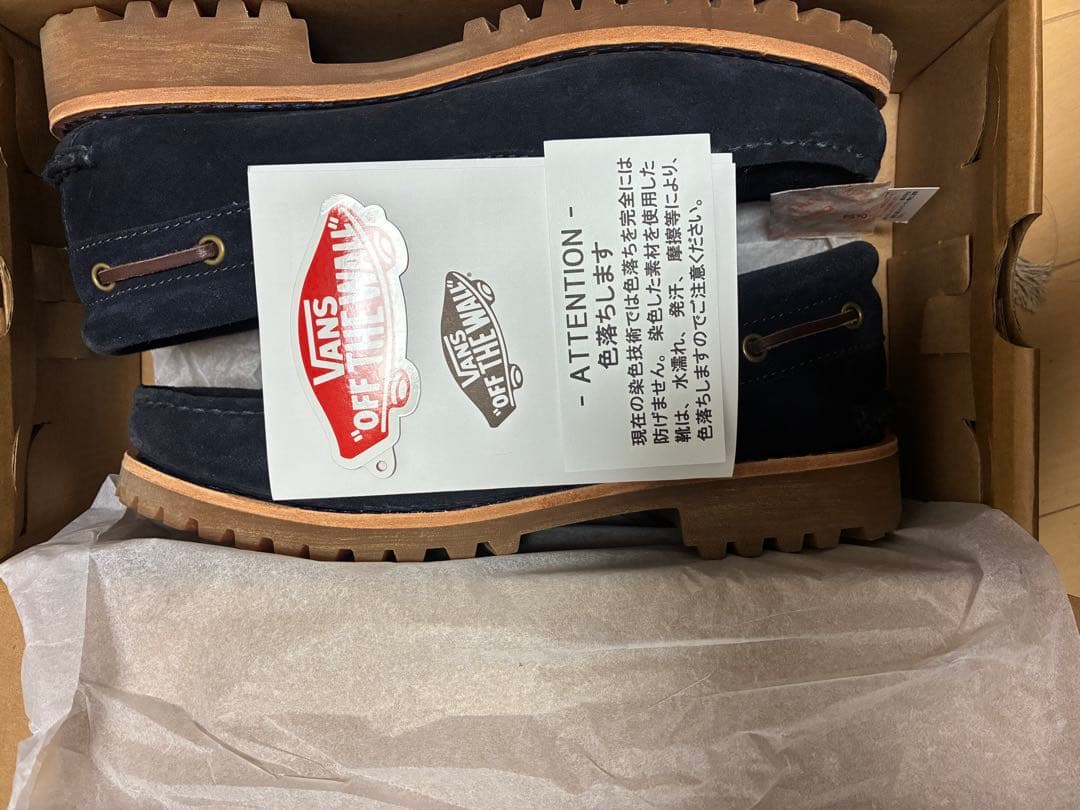 VANS
"OFF THE WALL"
VANS
"OFF THE WALL"
- ATTENTION -
色落ちします
現在の染色技術では色落ちを完全には
防げません。 染色した素材を使用した
靴は、水濡れ、 発汗、 摩擦等により、
色落ちしますのでご注意ください。